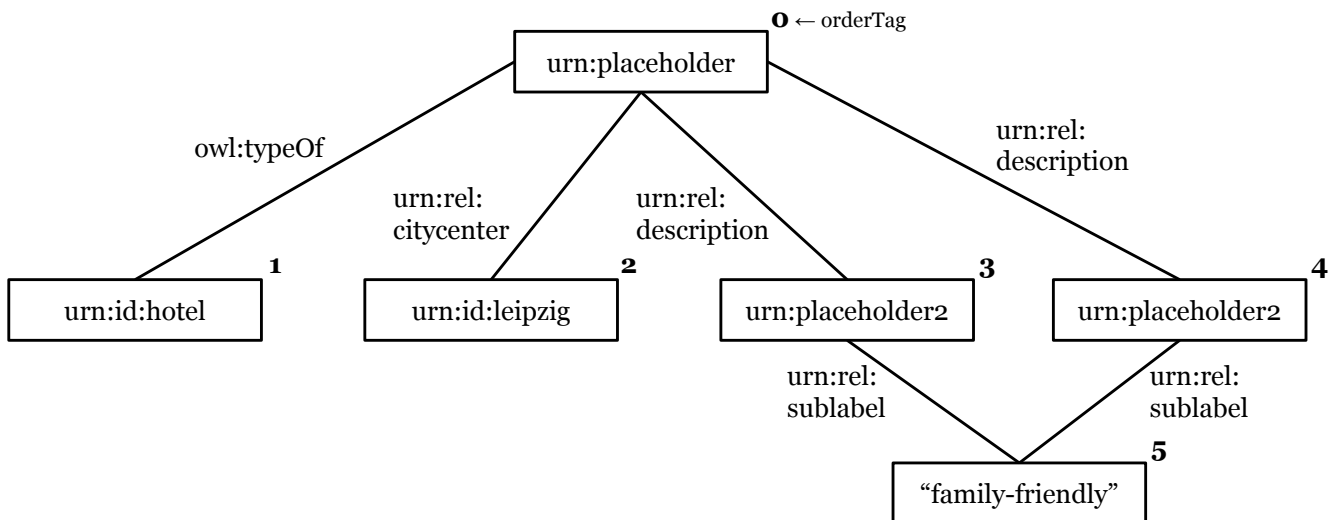 0 ← orderTag
urn:placeholder
owl:typeOf
urn:rel:
citycenter
urn:rel:
description
urn:rel:
description
1
urn:id:hotel
2
urn:id:leipzig
3
urn:placeholder2
4
urn:placeholder2
urn:rel:
sublabel
urn:rel:
sublabel
5
“family-friendly”